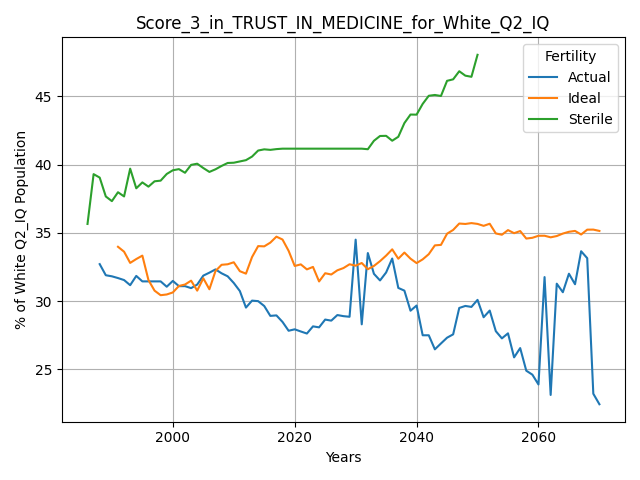 Score_3_in_TRUST_IN_MEDICINE_for_White_Q2_IQ
Fertility
Actual
Ideal
Sterile
% of White Q2_IQ Population
45
40
35
30
25
2000
2020
2040
2060
Years